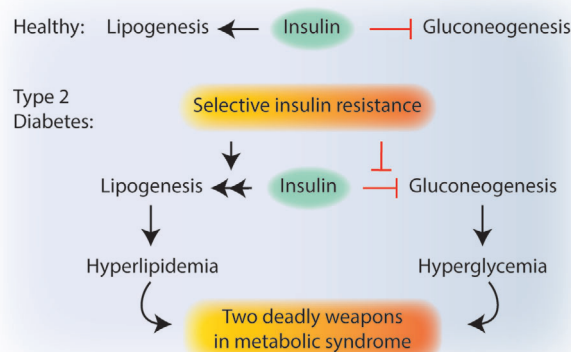 Healthy: Lipogenesis Insulin Gluconeogenesis
Type 2
Diabetes:
Selective insulin resistance
Lipogenesis Insulin Gluconeogenesis
Hyperlipidemia Hyperglycemia
Two deadly weapons
in metabolic syndrome